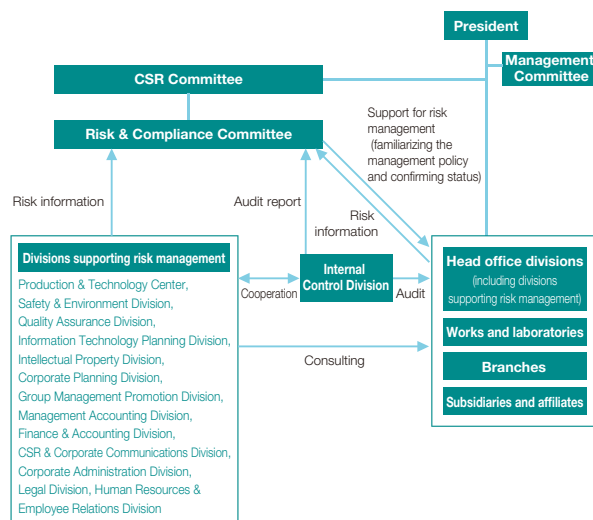 President
Management
Committee
CSR Committee
Risk & Compliance Committee
Support for risk
management
(familiarizing the
management policy
and confirming status)
Risk information
Audit report
Risk
information
Divisions supporting risk management
Production & Technology Center,
Safety & Environment Division,
Quality Assurance Division,
Information Technology Planning Division,
Intellectual Property Division,
Corporate Planning Division,
Group Management Promotion Division,
Management Accounting Division,
Finance & Accounting Division,
CSR & Corporate Communications Division,
Corporate Administration Division,
Legal Division, Human Resources &
Employee Relations Division
Cooperation
Internal
Control Division
Audit
Consulting
Head office divisions
(including divisions
supporting risk management)
Works and laboratories
Branches
Subsidiaries and affiliates